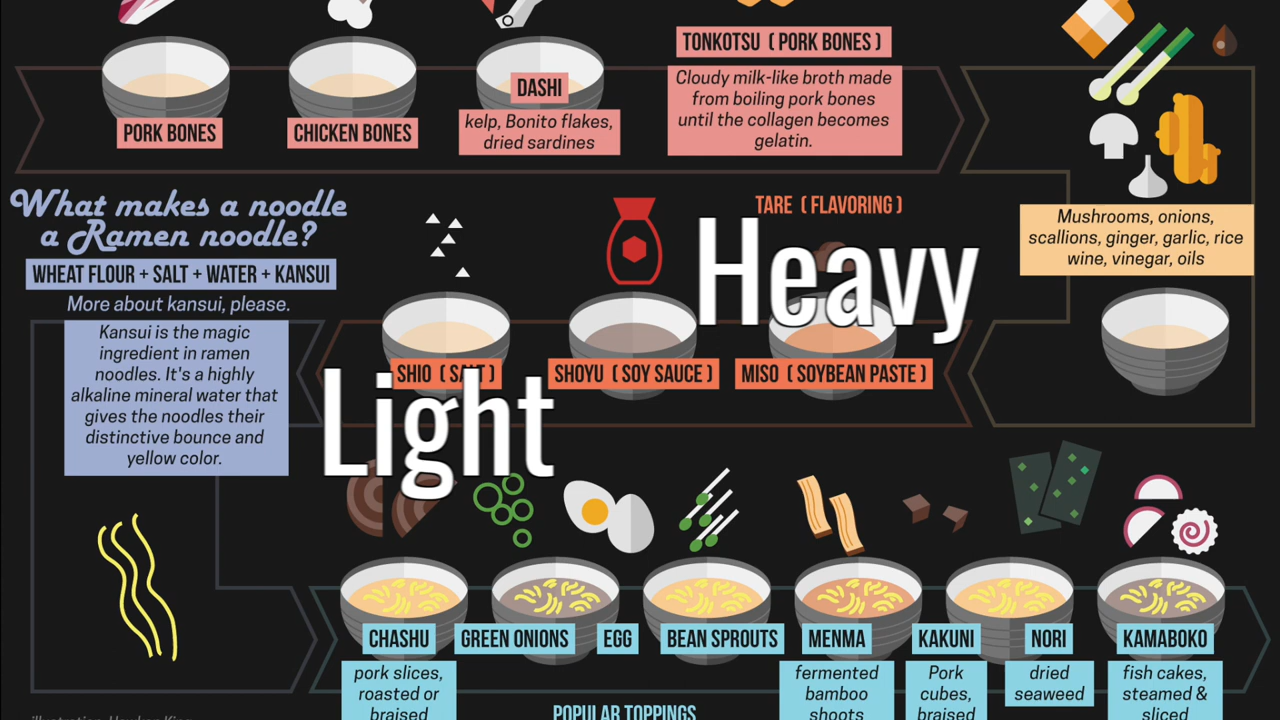 TONKOTSU ( PORK BONES )
Cloudy milk-like broth made
from boiling pork bones
until the collagen becomes
gelatin.
DASHI
kelp, Bonito flakes,
dried sardines
PORK BONES
CHICKEN BONES
Mushrooms, onions,
scallions, ginger, garlic, rice
wine, vinegar, oils
What makes a noodle
a Ramen noodle?
WHEAT FLOUR + SALT + WATER + KANSUI
More about kansui, please.
Kansui is the magic
ingredient in ramen
noodles. It's a highly
alkaline mineral water that
gives the noodles their
distinctive bounce and
yellow color.
TARE ( FLAVORING )
Heavy
SHIO ( SALT )
SHOYU ( SOY SAUCE )
MISO ( SOYBEAN PASTE )
Light
CHASHU
GREEN ONIONS
EGG
BEAN SPROUTS
MENMA
KAKUNI
NORI
KAMABOKO
pork slices,
roasted or
braised
fermented
bamboo
shoots
Pork
cubes,
braised
dried
seaweed
fish cakes,
steamed &
sliced
POPULAR TOPPINGS